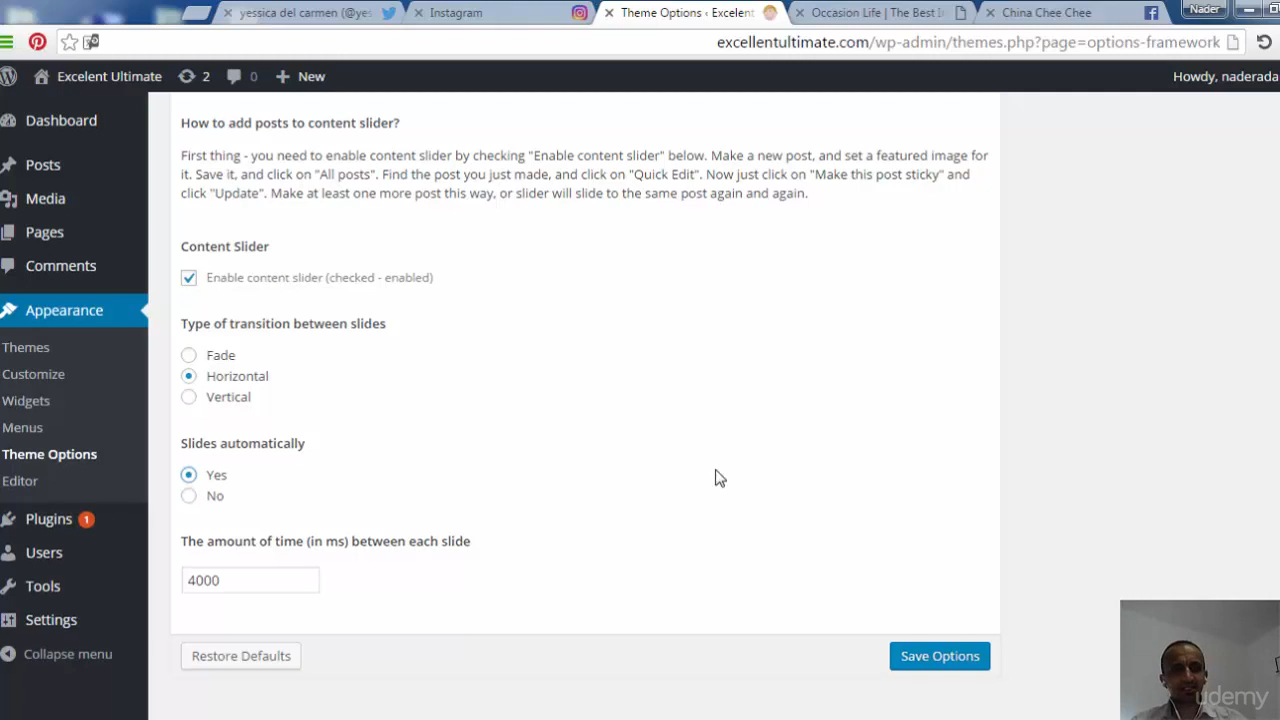 yessica del carmen (@yes
Instagram
Theme Options ‹ Excellent
Occasion Life | The Best In
China Chee Chee
Nader
excellentultimate.com/wp-admin/themes.php?page=options-framework
Excelent Ultimate
2
0
New
Howdy, naderada
Dashboard
Posts
Media
Pages
Comments
Appearance
Themes
Customize
Widgets
Menus
Theme Options
Editor
Plugins 1
Users
Tools
Settings
Collapse menu
How to add posts to content slider?
First thing - you need to enable content slider by checking "Enable content slider" below. Make a new post, and set a featured image for
it. Save it, and click on "All posts". Find the post you just made, and click on "Quick Edit". Now just click on "Make this post sticky" and
click "Update". Make at least one more post this way, or slider will slide to the same post again and again.
Content Slider
Enable content slider (checked - enabled)
Type of transition between slides
Fade
Horizontal
Vertical
Slides automatically
Yes
No
The amount of time (in ms) between each slide
4000
Restore Defaults
Save Options
udemy